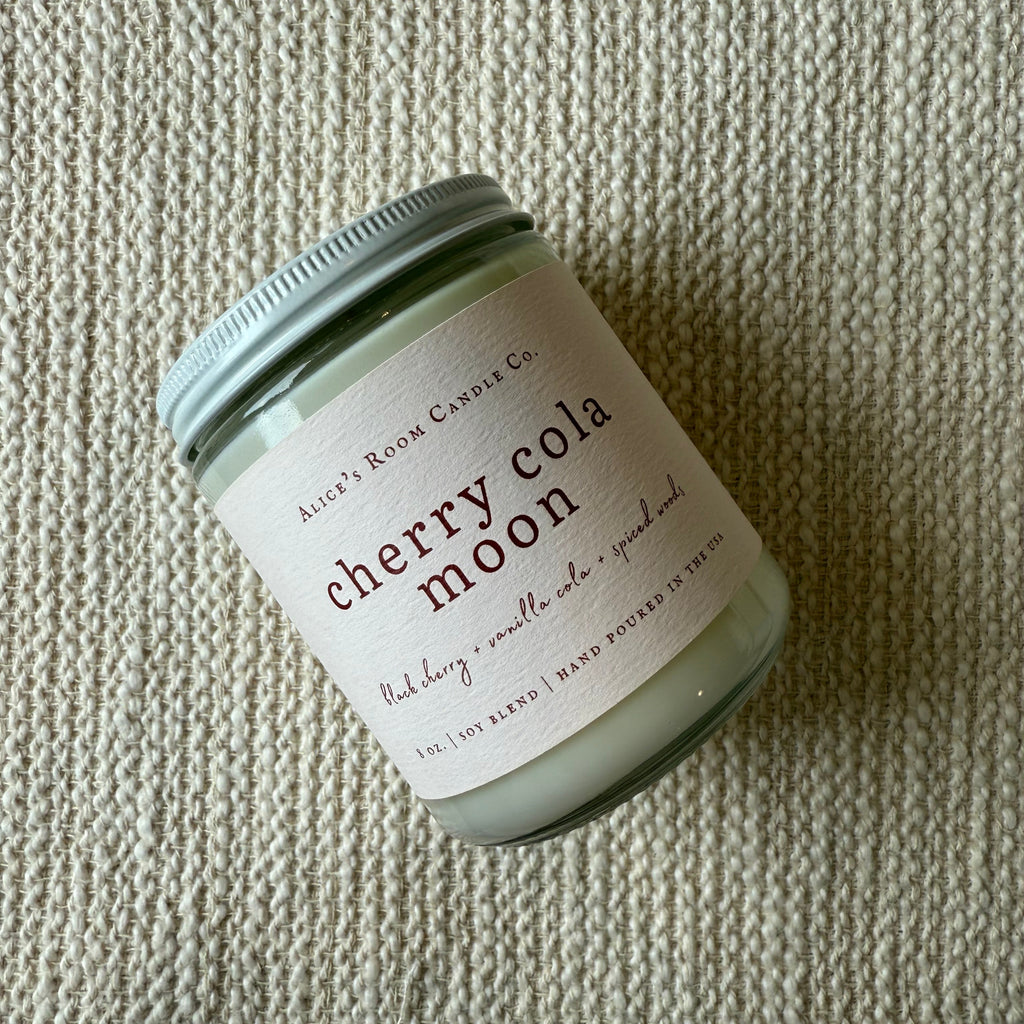 Alice's Room Candle Co.
cherry cola
moon
black cherry + vanilla cola + spiced woods
8 oz. | SOY BLEND | HAND POURED IN THE USA